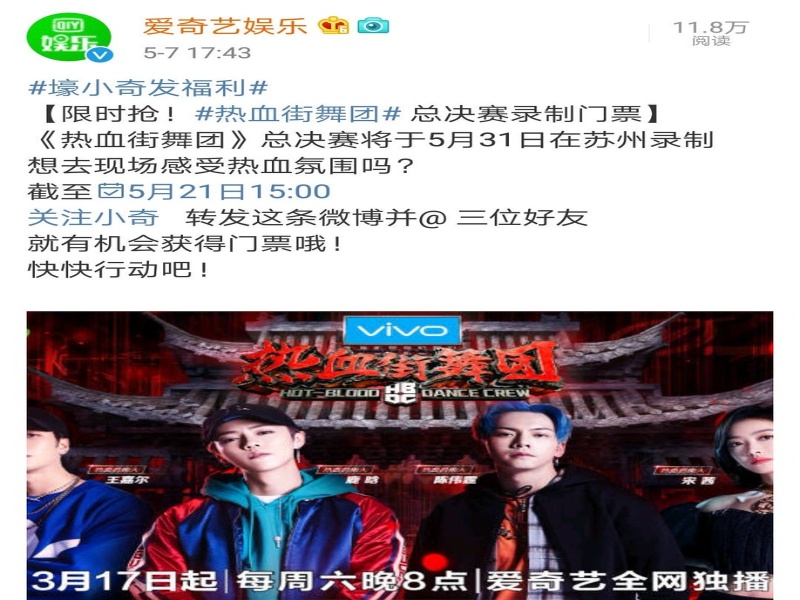 QIY
娱乐
爱奇艺娱乐
11.8万
阅读
5-7 17:43
#壕小奇发福利#
【限时抢！#热血街舞团# 总决赛录制门票】
《热血街舞团》总决赛将于5月31日在苏州录制
想去现场感受热血氛围吗？
截至5月21日15:00
关注小奇 转发这条微博并@ 三位好友
就有机会获得门票哦！
快快行动吧！
vivo
热血街舞团
HOT-BLOOD HBDC DANCE CREW
王嘉尔
鹿晗
陈伟霆
宋茜
3月17日起|每周六晚8点|爱奇艺全网独播